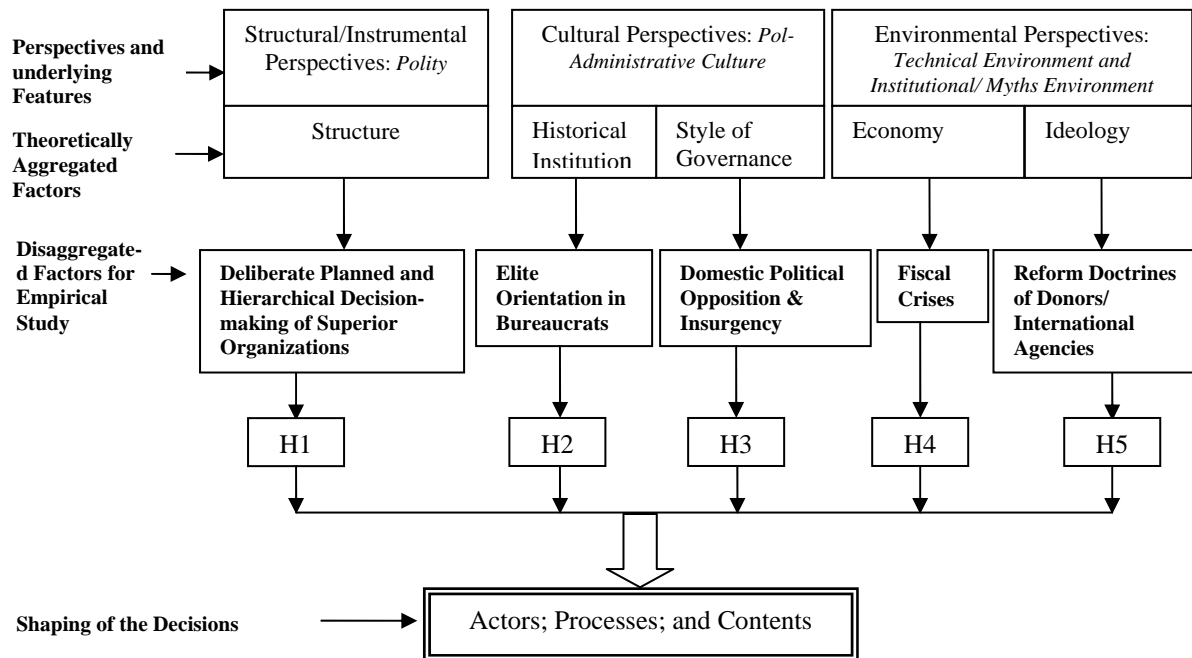 Perspectives and
underlying
Features
Structural/Instrumental
Perspectives: Polity
Cultural Perspectives: Pol-
Administrative Culture
Environmental Perspectives:
Technical Environment and
Institutional/ Myths Environment
Theoretically
Aggregated
Factors
Structure
Historical
Institution
Style of
Governance
Economy
Ideology
Disaggregate-
d Factors for
Empirical
Study
Deliberate Planned and
Hierarchical Decision-
making of Superior
Organizations
Elite
Orientation in
Bureaucrats
Domestic Political
Opposition &
Insurgency
Fiscal
Crises
Reform Doctrines
of Donors/
International
Agencies
H1
H2
H3
H4
H5
Shaping of the Decisions
Actors; Processes; and Contents